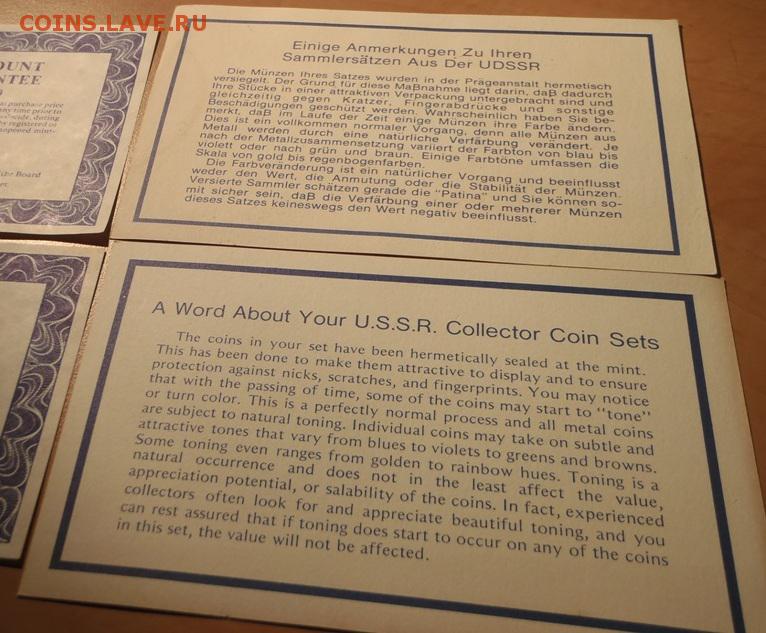 COINS.LAVE.RU
OUNT
NTEE
purchase price
any time prior to
registered or
unopened mint-
the Board
Einige Anmerkungen Zu Ihren
Sammlersätzen Aus Der UDSSR
Die Münzen Ihres Satzes wurden in der Prägeanstalt hermetisch
versiegelt. Der Grund für diese Maßnahme liegt darin, daß dadurch
Ihre Stücke in einer attraktiven Verpackung untergebracht sind und
gleichzeitig gegen Kratzer, Fingerabdrücke und sonstige
Beschädigungen geschützt werden. Wahrscheinlich haben Sie be-
merkt, daß im Laufe der Zeit einige Münzen ihre Farbe ändern.
Dies ist ein vollkommen normaler Vorgang, denn alle Münzen aus
Metall werden durch eine natürliche Verfärbung verändert. Je
nach der Metallzusammensetzung variiert der Farbton von blau bis
violett oder nach grün und braun. Einige Farbtöne umfassen die
Skala von gold bis regenbogenfarben.
Die Farbveränderung ist ein natürlicher Vorgang und beeinflusst
weder den Wert, die Anmutung oder die Stabilität der Münzen.
Versierte Sammler schätzen gerade die "Patina" und Sie können so-
mit sicher sein, daß die Verfärbung einer oder mehrerer Münzen
dieses Satzes keineswegs den Wert negativ beeinflusst.
A Word About Your U.S.S.R. Collector Coin Sets
The coins in your set have been hermetically sealed at the mint.
This has been done to make them attractive to display and to ensure
protection against nicks, scratches, and fingerprints. You may notice
that with the passing of time, some of the coins may start to "tone"
or turn color. This is a perfectly normal process and all metal coins
are subject to natural toning. Individual coins may take on subtle and
attractive tones that vary from blues to violets to greens and browns.
Some toning even ranges from golden to rainbow hues. Toning is a
natural occurrence and does not in the least affect the value,
appreciation potential, or salability of the coins. In fact, experienced
collectors often look for and appreciate beautiful toning, and you
can rest assured that if toning does start to occur on any of the coins
in this set, the value will not be affected.